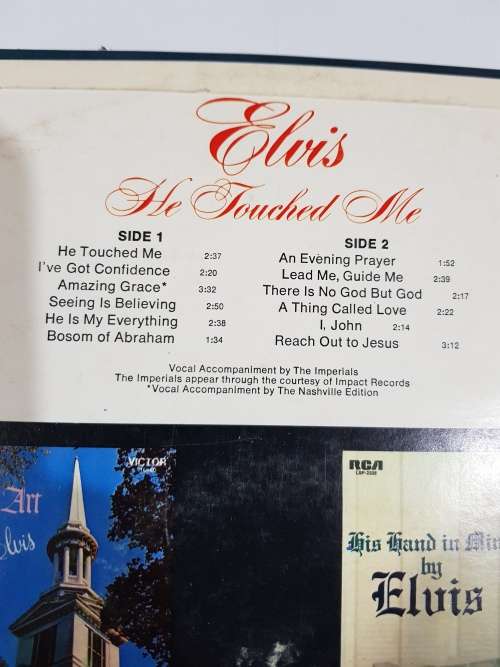 Elvis
He Touched Me
SIDE 1
He Touched Me 2:37
I've Got Confidence 2:20
Amazing Grace* 3:32
Seeing Is Believing 2:50
He Is My Everything 2:38
Bosom of Abraham 1:34
SIDE 2
An Evening Prayer 1:52
Lead Me, Guide Me 2:39
There Is No God But God 2:17
A Thing Called Love 2:22
I, John 2:14
Reach Out to Jesus 3:12
Vocal Accompaniment by The Imperials
The Imperials appear through the courtesy of Impact Records
*Vocal Accompaniment by The Nashville Edition
VICTOR
Art
Elvis
RCA
His Hand in
by
Elvis